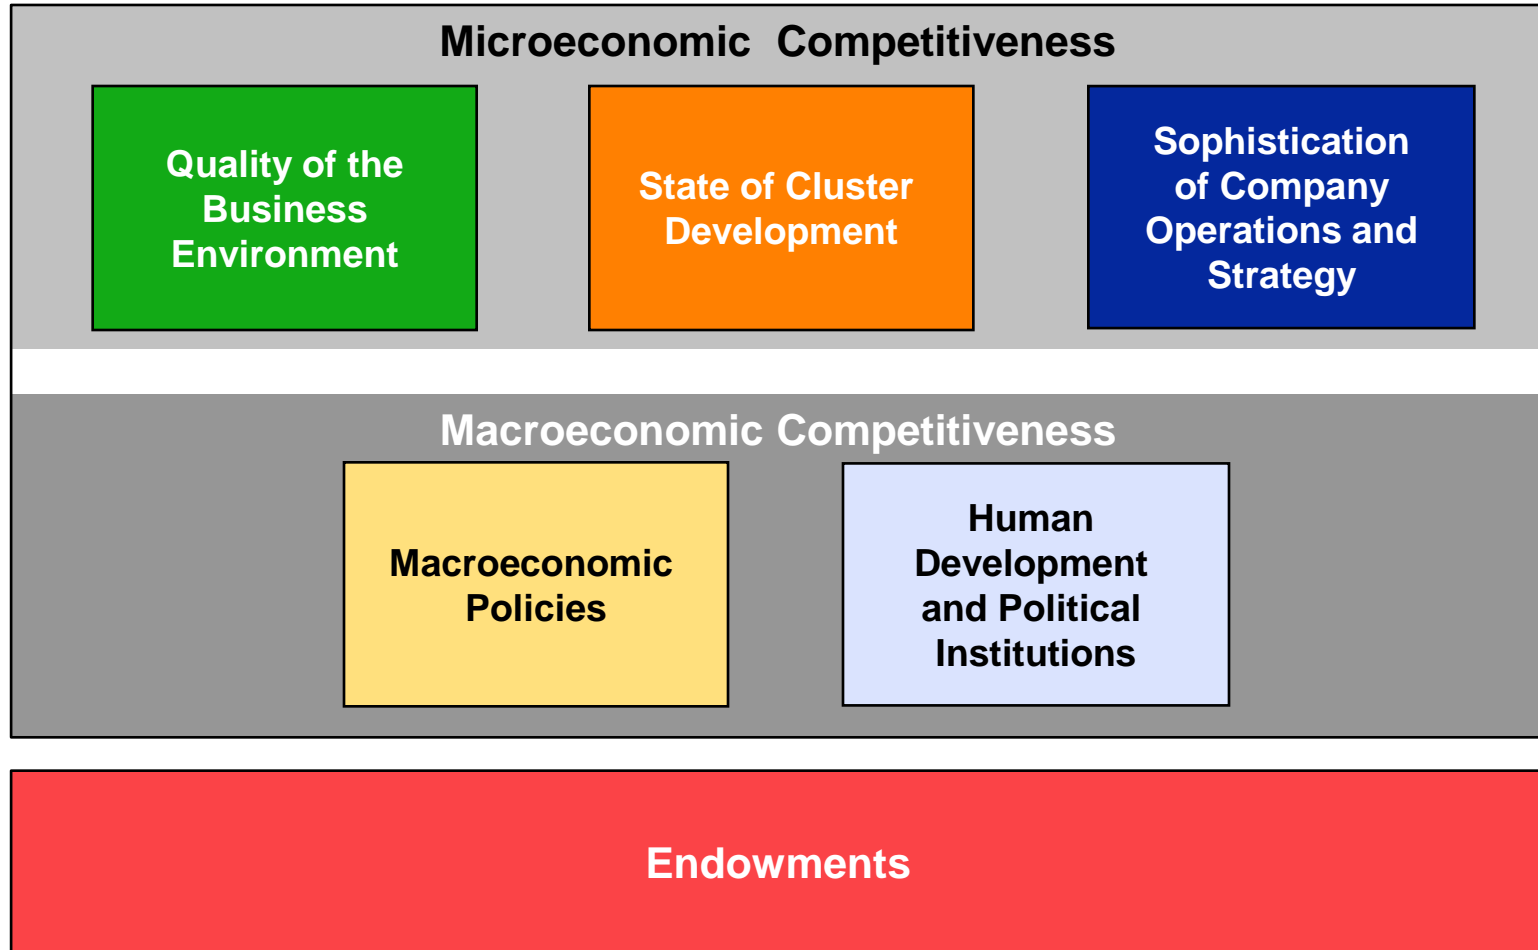 Microeconomic  Competitiveness
Quality of the
Business
Environment
State of Cluster
Development
Sophistication
of Company
Operations and
Strategy
Macroeconomic Competitiveness
Macroeconomic
Policies
Human
Development
and Political
Institutions
Endowments